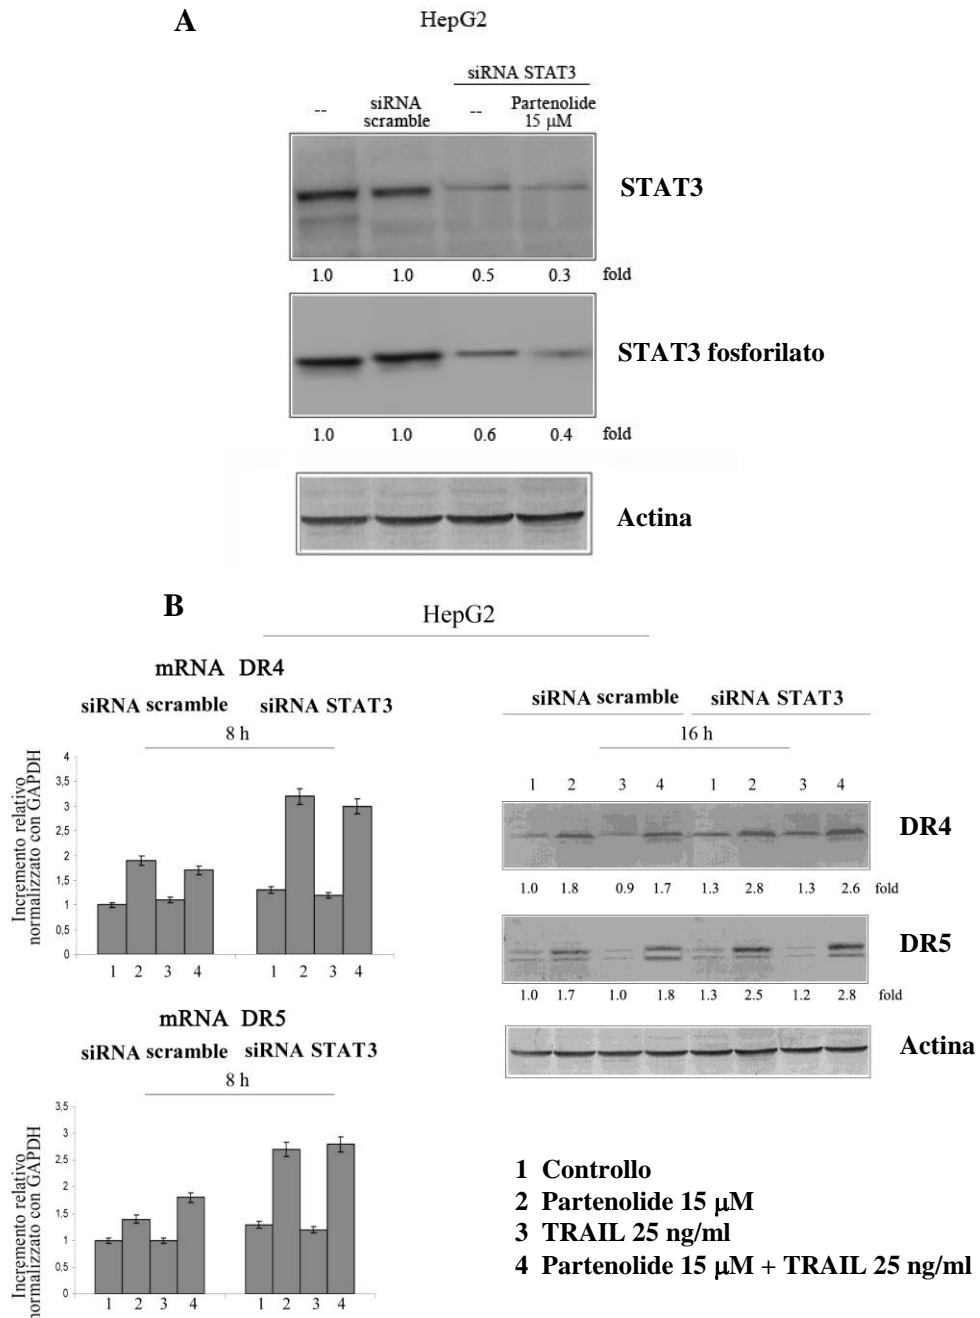 A
HepG2
siRNA STAT3
--
siRNA
scramble
--
Partenolide
15 μM
STAT3
1.0 1.0 0.5 0.3 fold
STAT3 fosforilato
1.0 1.0 0.6 0.4 fold
Actina
B
HepG2
mRNA DR4
siRNA scramble siRNA STAT3
8 h
Incremento relativo
normalizzato con GAPDH
4
3,5
3
2,5
2
1,5
1
0,5
0
1 2 3 4 1 2 3 4
mRNA DR5
siRNA scramble siRNA STAT3
8 h
Incremento relativo
normalizzato con GAPDH
3,5
3
2,5
2
1,5
1
0,5
0
1 2 3 4 1 2 3 4
siRNA scramble siRNA STAT3
16 h
1 2 3 4 1 2 3 4
DR4
1.0 1.8 0.9 1.7 1.3 2.8 1.3 2.6 fold
DR5
1.0 1.7 1.0 1.8 1.3 2.5 1.2 2.8 fold
Actina
1 Controllo
2 Partenolide 15 μM
3 TRAIL 25 ng/ml
4 Partenolide 15 μM + TRAIL 25 ng/ml